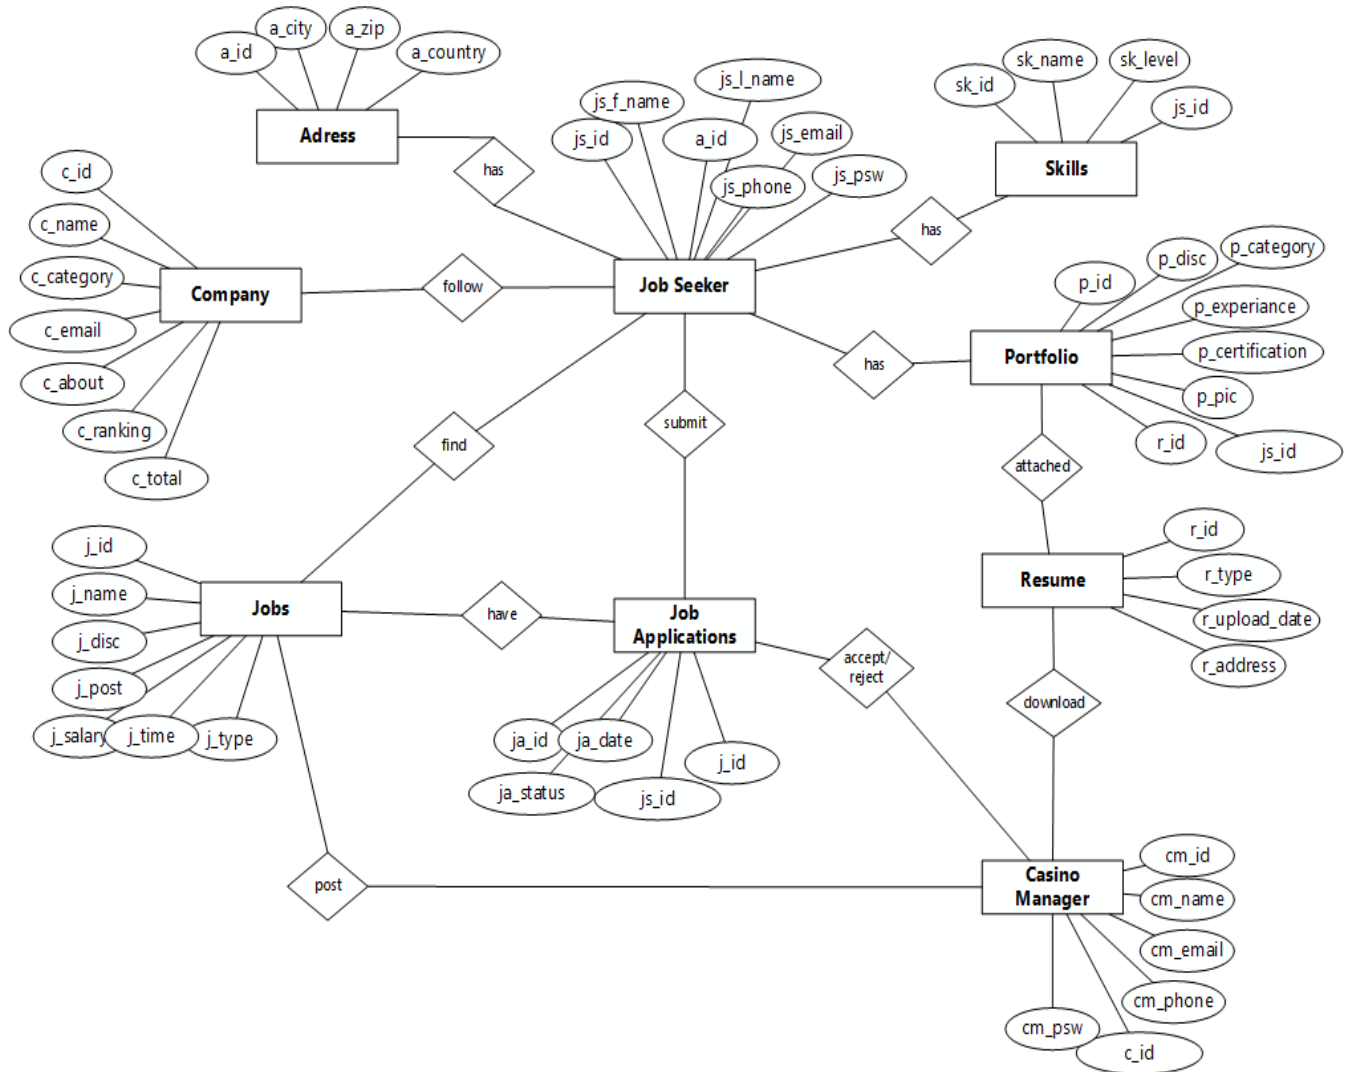 a_id
a_city
a_zip
a_country
Adress
has
js_id
js_f_name
js_l_name
a_id
js_email
js_phone
js_psw
Job Seeker
sk_id
sk_name
sk_level
js_id
Skills
has
c_id
c_name
c_category
c_email
c_about
c_ranking
c_total
Company
follow
has
p_id
p_disc
p_category
p_experiance
p_certification
p_pic
js_id
r_id
Portfolio
find
submit
attached
j_id
j_name
j_disc
j_post
j_salary
j_time
j_type
Jobs
have
Job
Applications
ja_id
ja_date
ja_status
js_id
j_id
accept/
reject
r_id
r_type
r_upload_date
r_address
Resume
download
post
Casino
Manager
cm_id
cm_name
cm_email
cm_phone
cm_psw
c_id